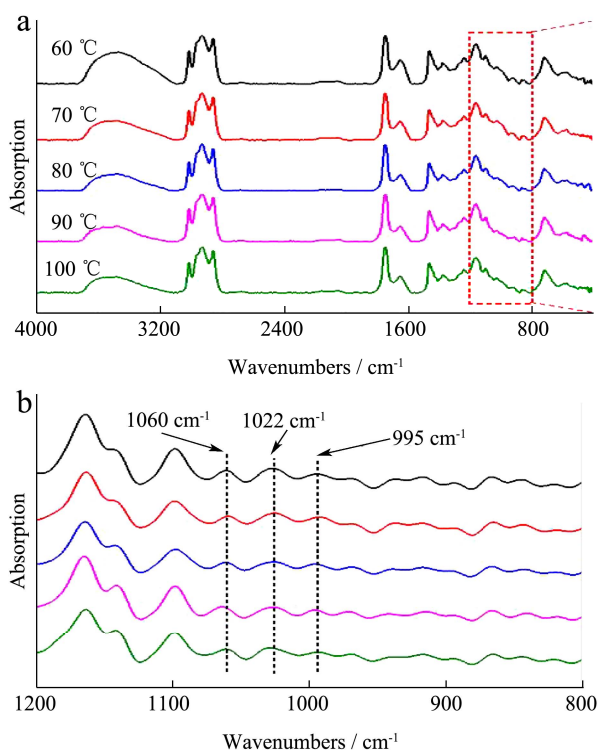 a
60 ℃
70 ℃
80 ℃
90 ℃
100 ℃
Absorption
4000 3200 2400 1600 800
Wavenumbers / cm-1
b
1060 cm-1 1022 cm-1 995 cm-1
Absorption
1200 1100 1000 900 800
Wavenumbers / cm-1